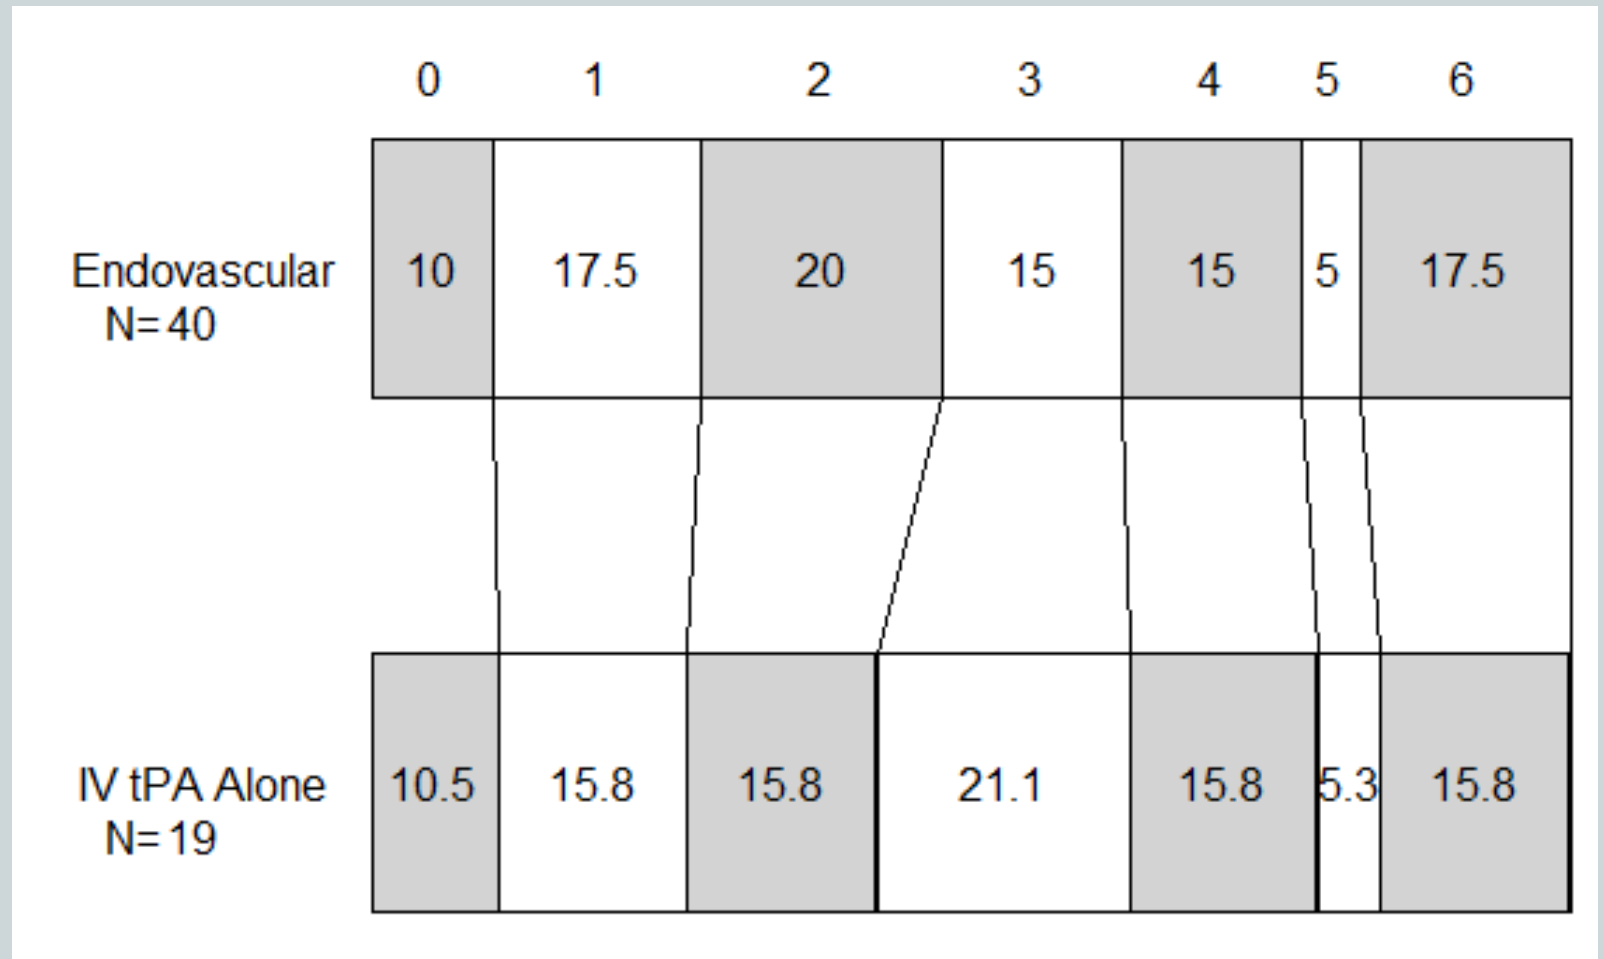 0 1 2 3 4 5 6
Endovascular 10 17.5 20 15 15 5 17.5
N=40
IV tPA Alone 10.5 15.8 15.8 21.1 15.8 5.3 15.8
N=19